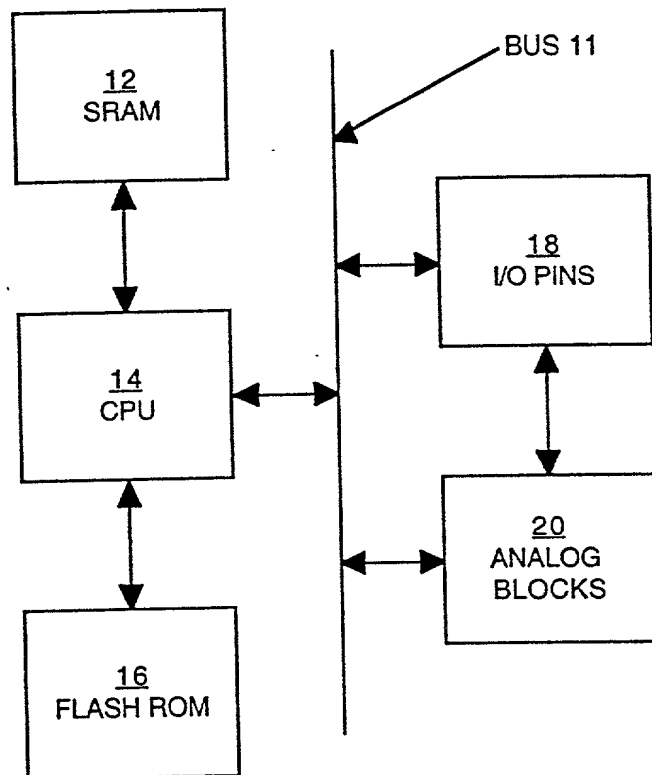 12
SRAM
BUS 11
18
I/O PINS
14
CPU
20
ANALOG
BLOCKS
16
FLASH ROM